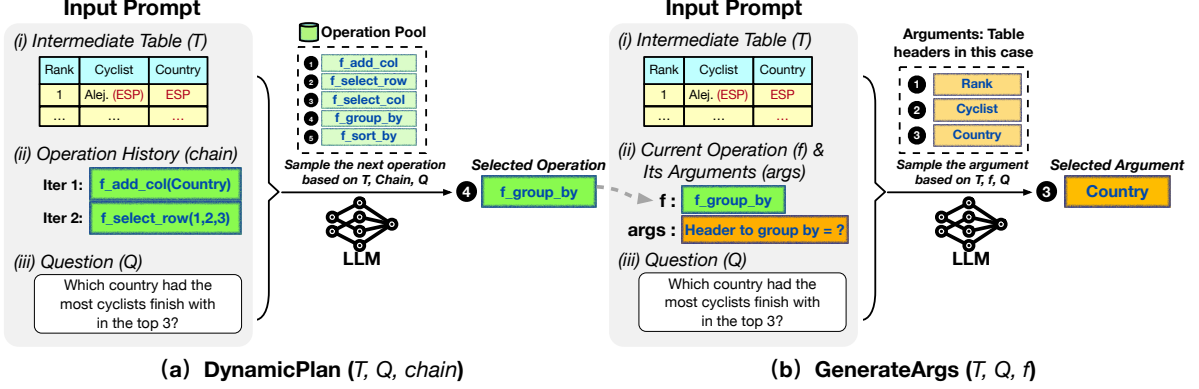 Input Prompt
(i) Intermediate Table (T)
Rank Cyclist Country
1 Alej. (ESP) ESP
... ... ...
(ii) Operation History (chain)
Iter 1: f_add_col(Country)
Iter 2: f_select_row(1,2,3)
(iii) Question (Q)
Which country had the
most cyclists finish with
in the top 3?
Operation Pool
1 f_add_col
2 f_select_row
3 f_select_col
4 f_group_by
5 f_sort_by
Sample the next operation
based on T, Chain, Q
LLM
Selected Operation
4 f_group_by
(a) DynamicPlan (T, Q, chain)
Input Prompt
(i) Intermediate Table (T)
Rank Cyclist Country
1 Alej. (ESP) ESP
... ... ...
(ii) Current Operation (f) &
Its Arguments (args)
f : f_group_by
args : Header to group by = ?
(iii) Question (Q)
Which country had the
most cyclists finish with
in the top 3?
Arguments: Table
headers in this case
1 Rank
2 Cyclist
3 Country
Sample the argument
based on T, f, Q
LLM
Selected Argument
3 Country
(b) GenerateArgs (T, Q, f)